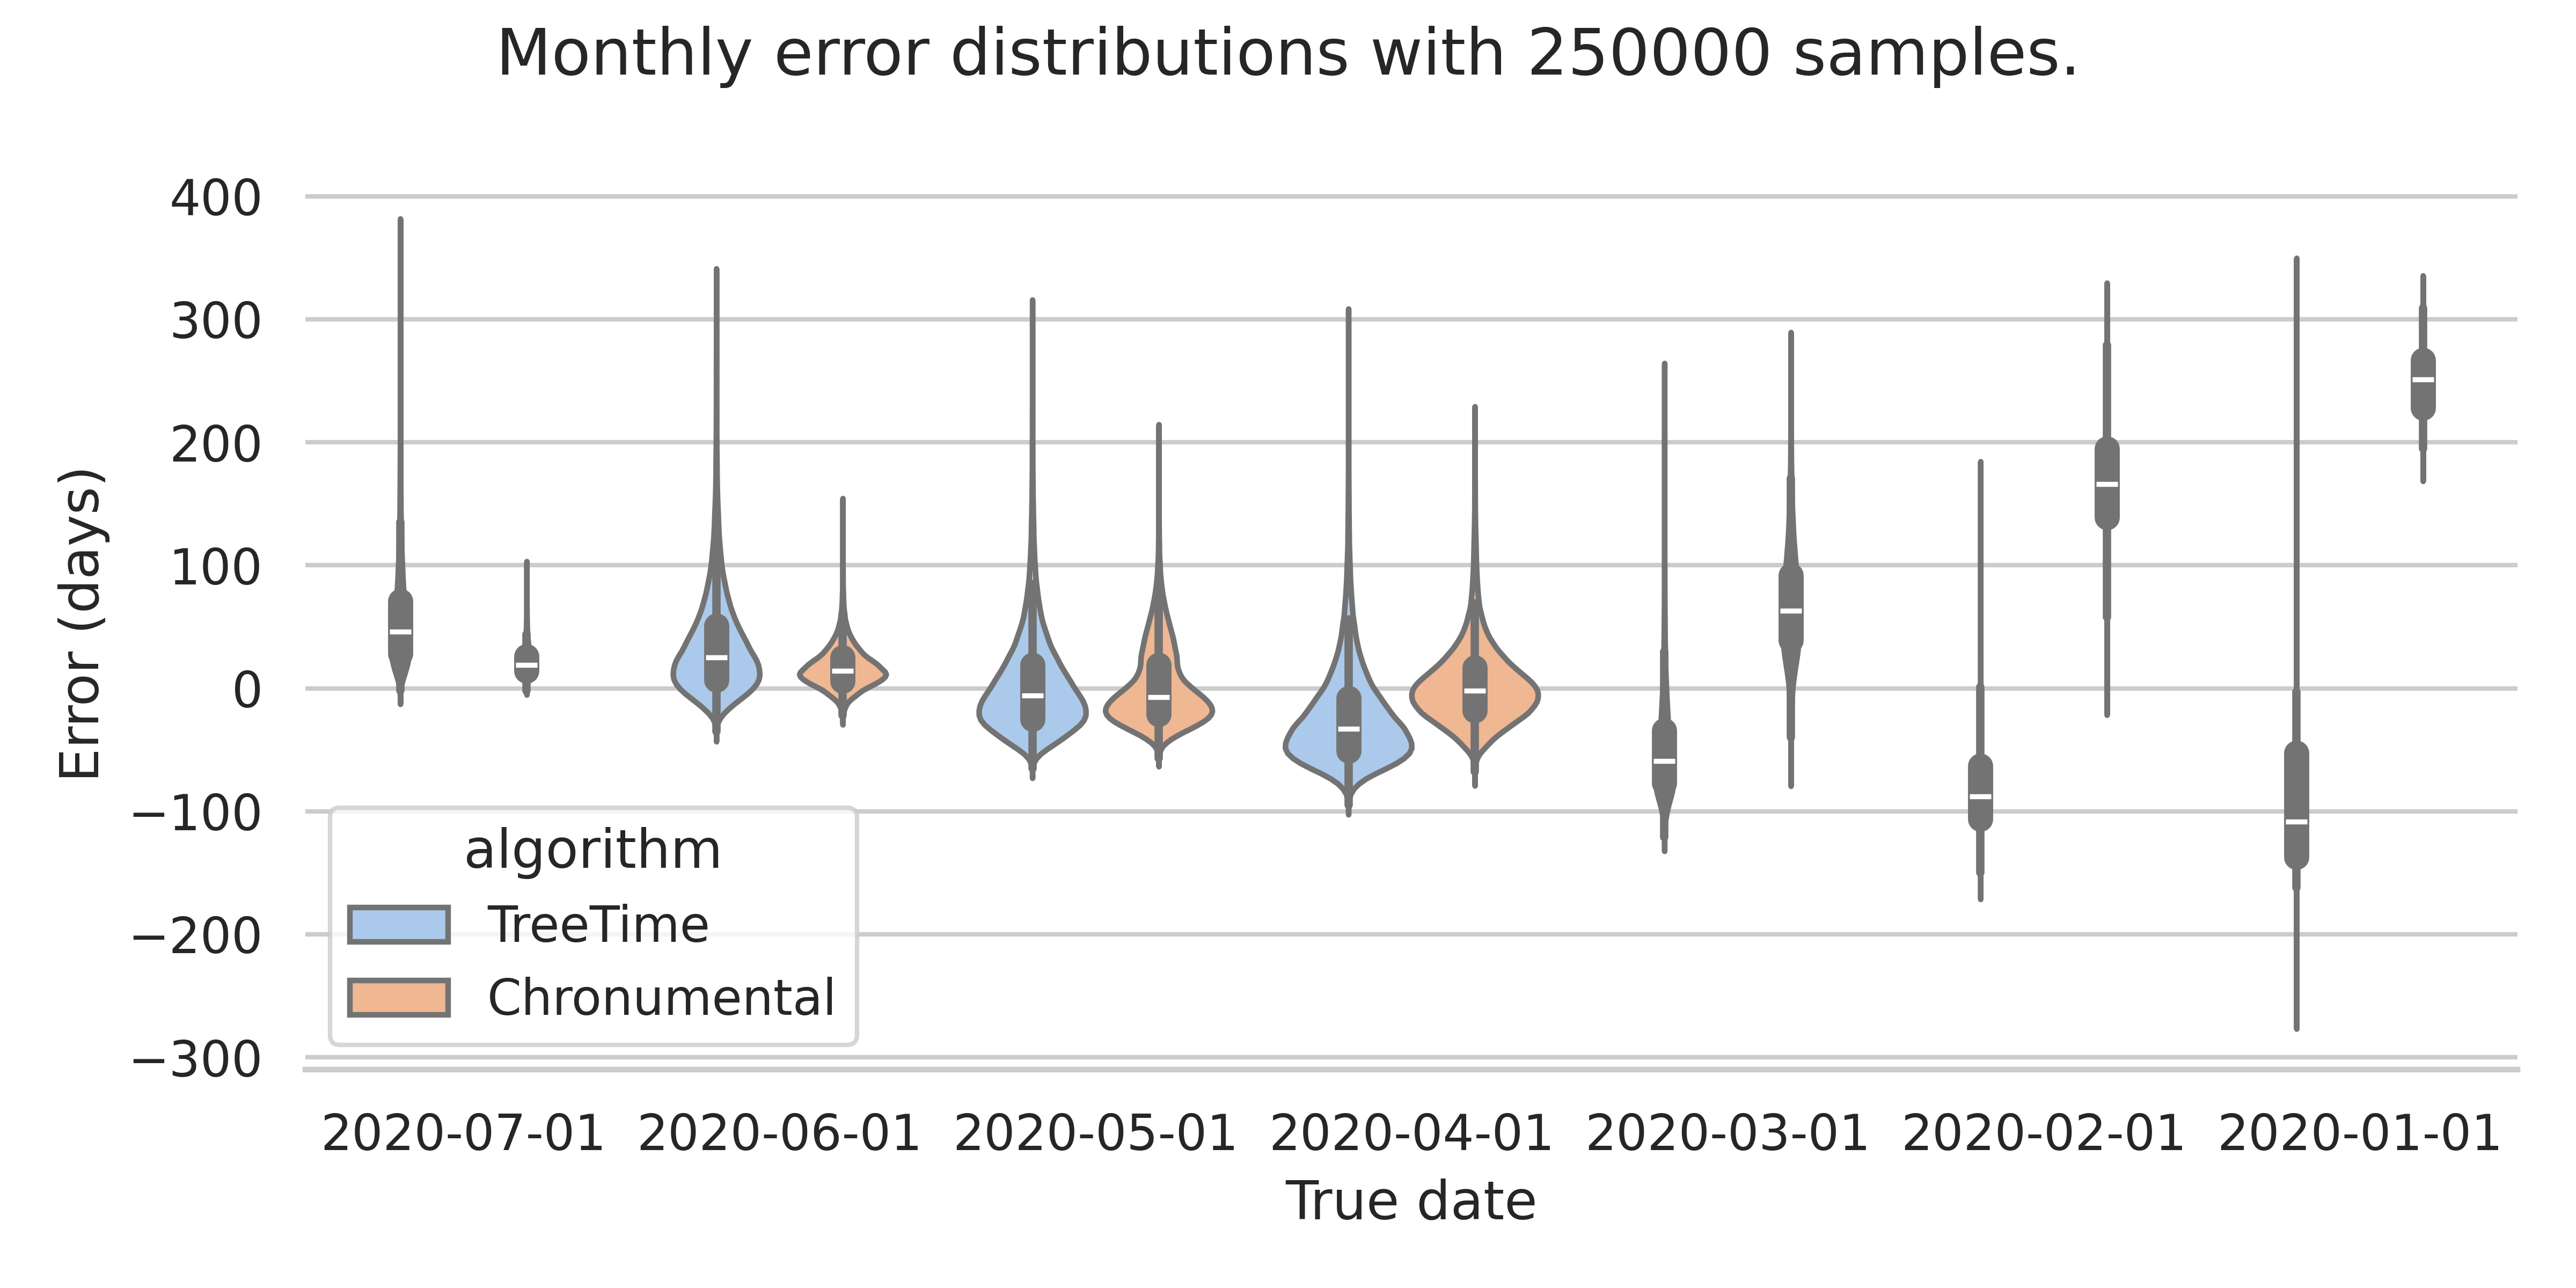 Monthly error distributions with 250000 samples.
400
300
200
100
0
−100
−200
−300
Error (days)
algorithm
TreeTime
Chronumental
2020-07-01 2020-06-01 2020-05-01 2020-04-01 2020-03-01 2020-02-01 2020-01-01
True date